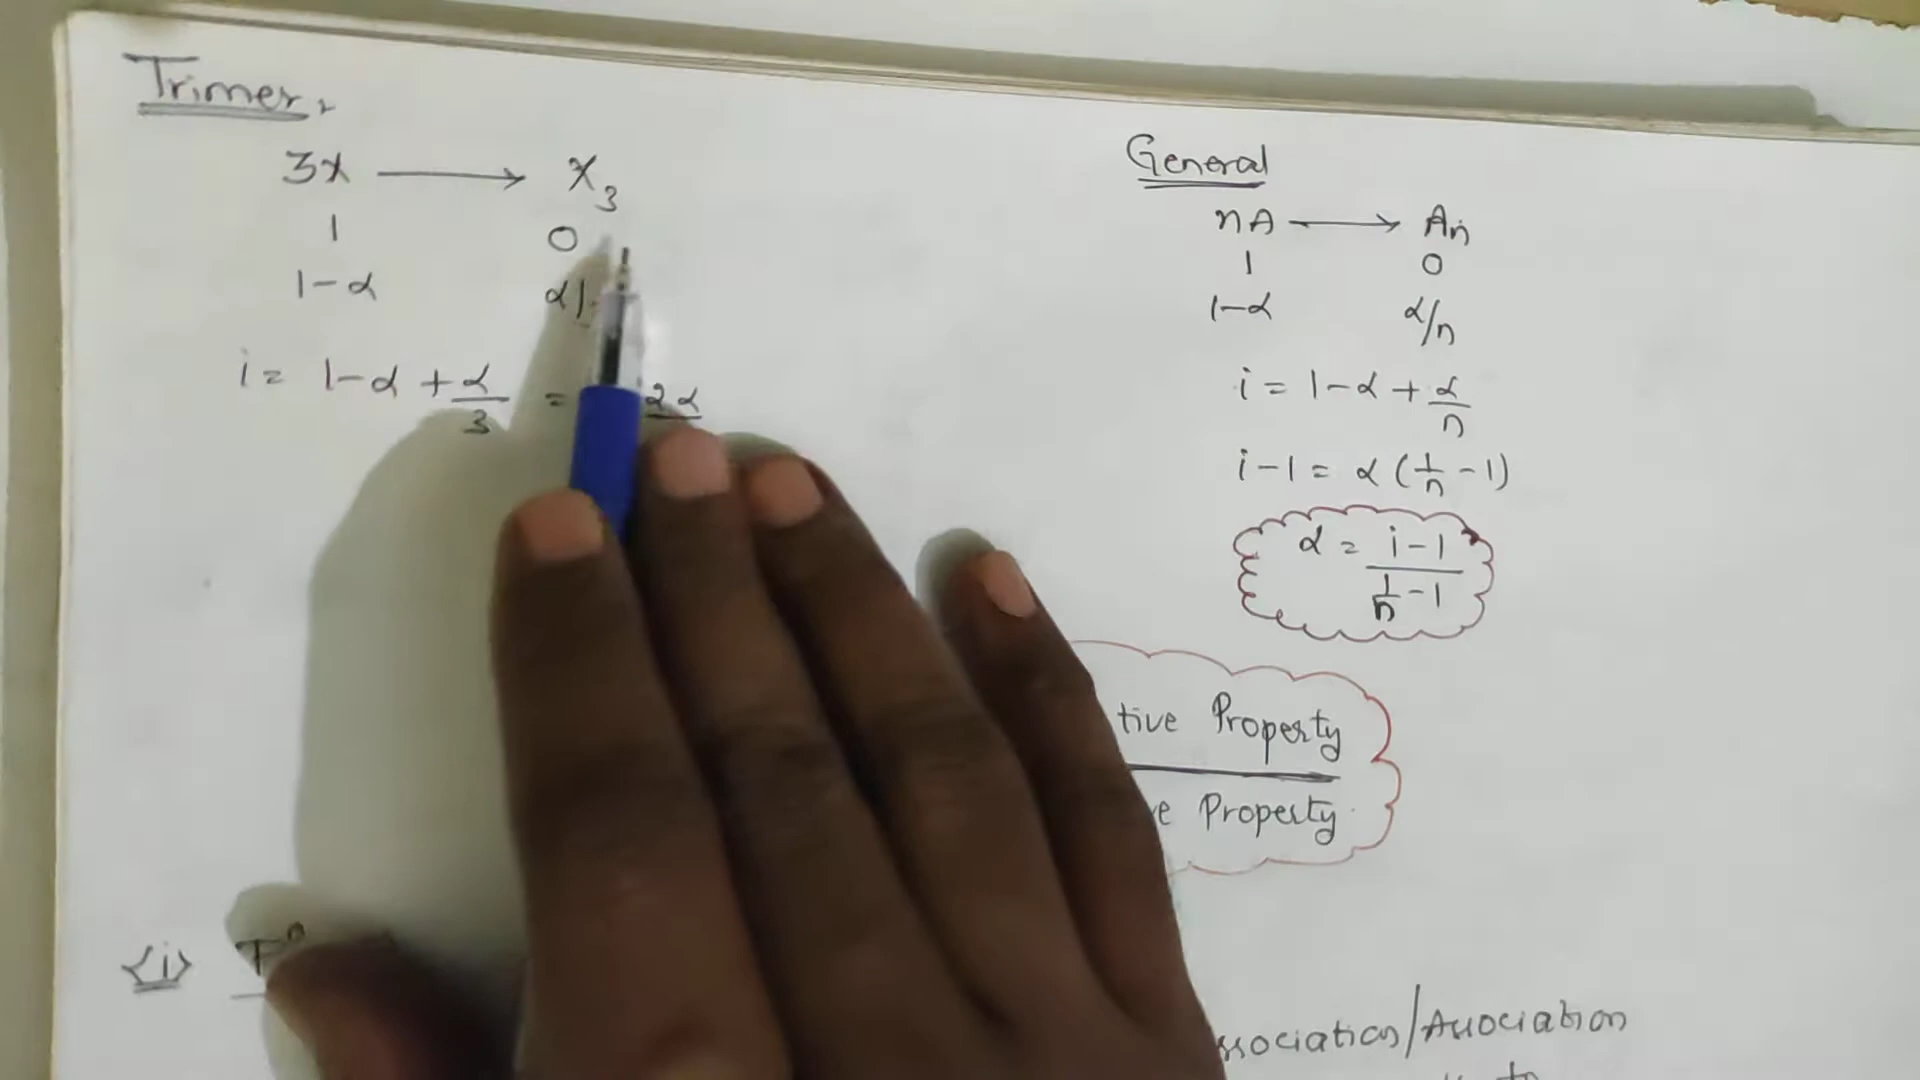 Trimer,
3X ⟶ X₃
1 0
1-α α/
i = 1-α + α/3 = 2α
General
nA ⟶ An
1 0
1-α α/n
i = 1-α + α/n
i-1 = α (1/n - 1)
α = (i-1)/(1/n - 1)
tive Property
e Property
<i>
ssociation/Association